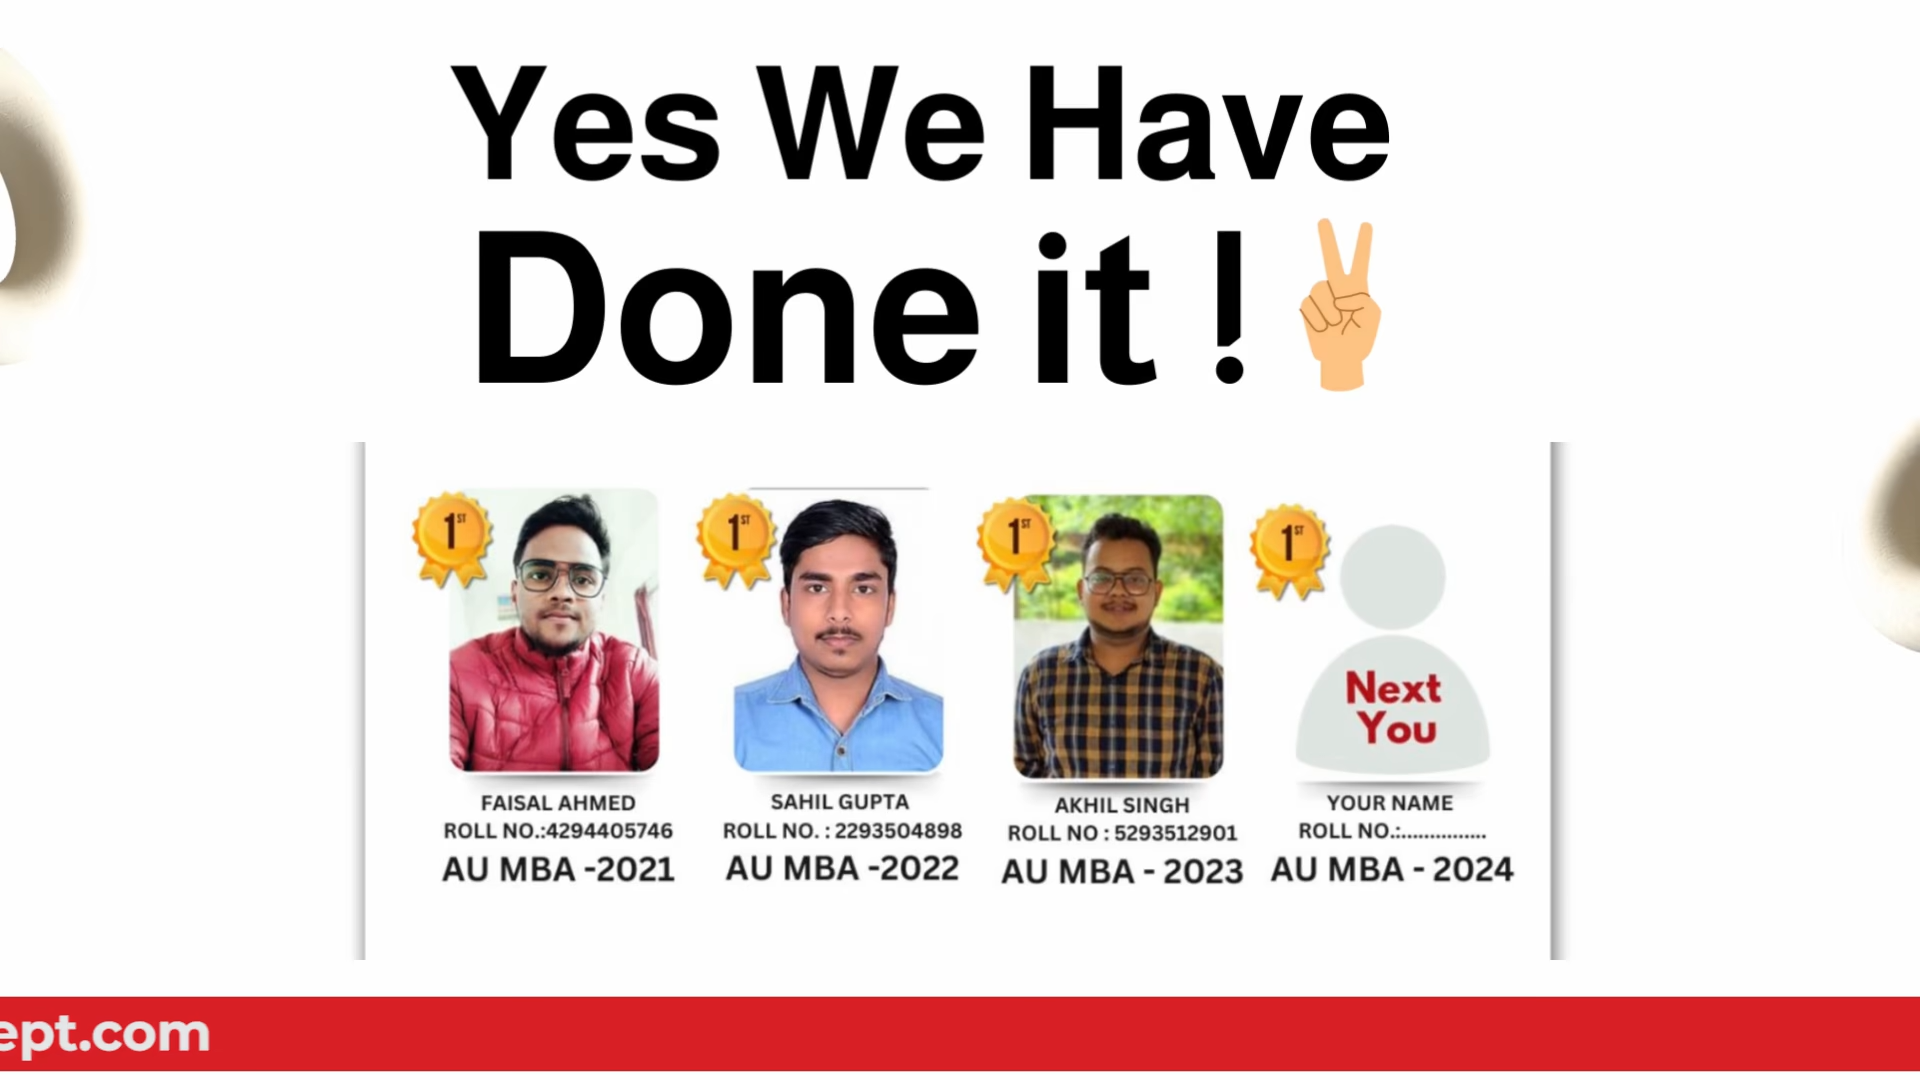 Yes We Have
Done it !
1ST
1ST
1ST
1ST
Next
You
FAISAL AHMED
ROLL NO.:4294405746
AU MBA -2021
SAHIL GUPTA
ROLL NO. : 2293504898
AU MBA -2022
AKHIL SINGH
ROLL NO : 5293512901
AU MBA - 2023
YOUR NAME
ROLL NO.:...............
AU MBA - 2024
ept.com